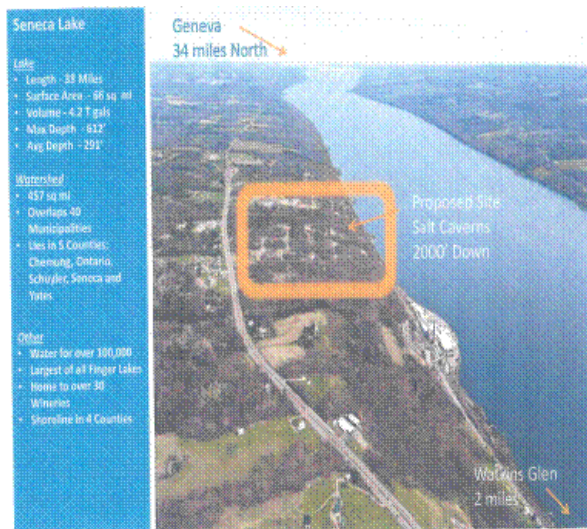 Seneca Lake
Lake
• Length - 38 Miles
• Surface Area - 66 sq mi
• Volume - 4.2 T gals
• Max Depth - 612'
• Avg Depth - 291'
Watershed
• 457 sq mi
• Overlaps 40
Municipalities
• Lies in 5 Counties:
Chemung, Ontario,
Schuyler, Seneca and
Yates
Other
• Water for over 100,000
• Largest of all Finger Lakes
• Home to over 30
Wineries
• Shoreline in 4 Counties
Geneva
34 miles North
Proposed Site
Salt Caverns
2000' Down
Watkins Glen
2 miles